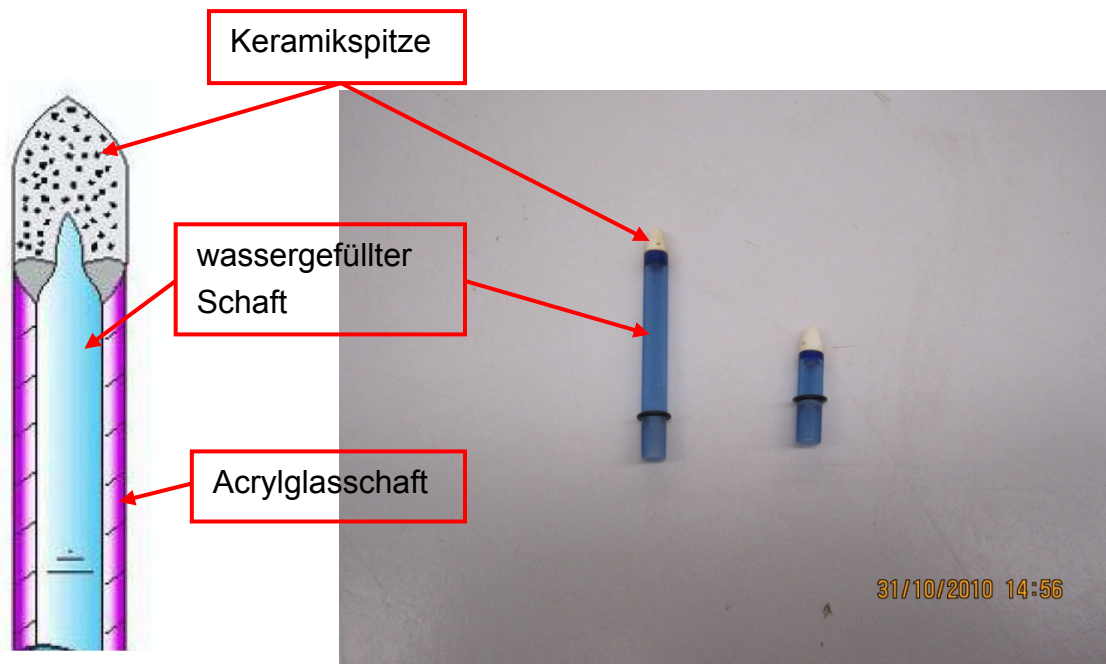 Keramikspitze
wassergefüllter
Schaft
Acrylglasschaft
31/10/2010 14:56